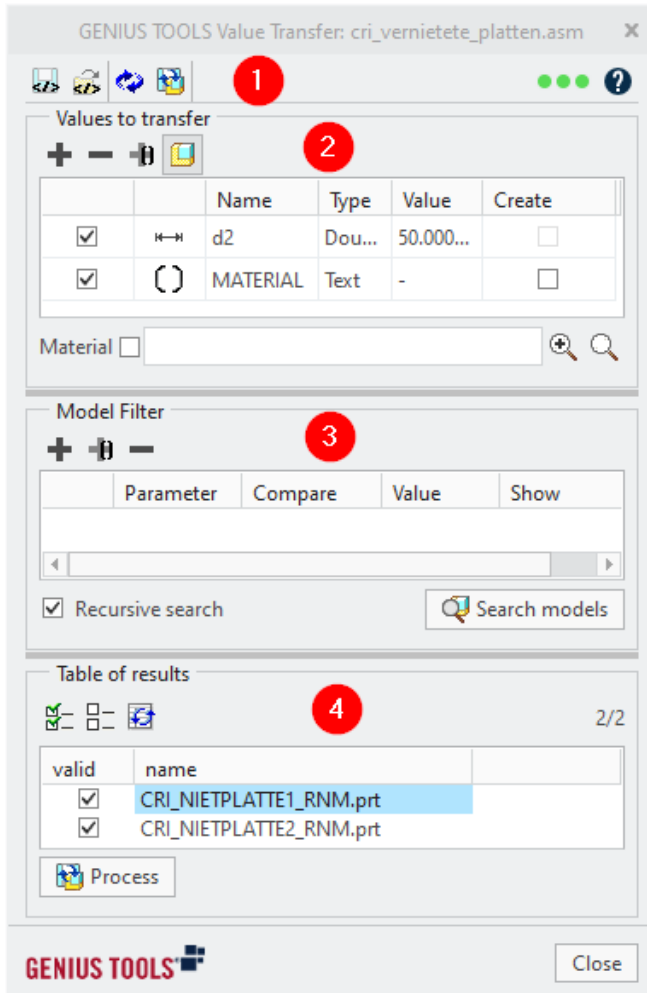 GENIUS TOOLS Value Transfer: cri_vernietete_platten.asm
1
Values to transfer
2
Name Type Value Create
d2 Dou... 50.000...
MATERIAL Text -
Material
Model Filter
3
Parameter Compare Value Show
Recursive search Search models
Table of results
4
2/2
valid name
CRI_NIETPLATTE1_RNM.prt
CRI_NIETPLATTE2_RNM.prt
Process
GENIUS TOOLS Close